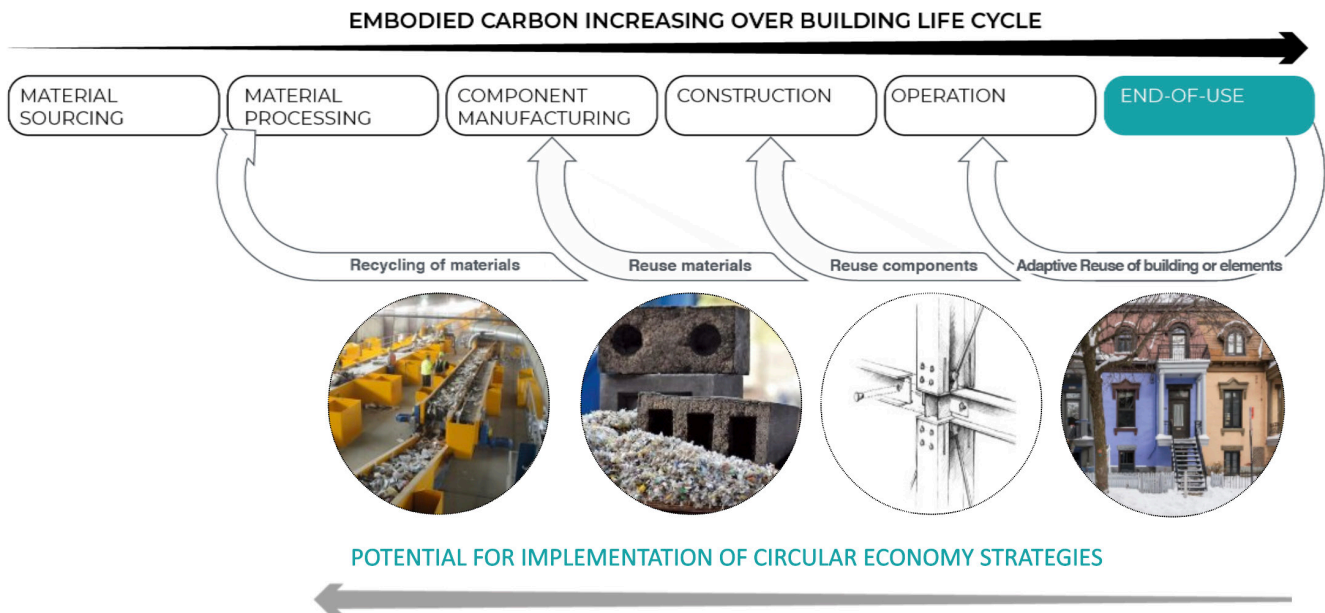 EMBODIED CARBON INCREASING OVER BUILDING LIFE CYCLE
MATERIAL
SOURCING
MATERIAL
PROCESSING
COMPONENT
MANUFACTURING
CONSTRUCTION
OPERATION
END-OF-USE
Recycling of materials
Reuse materials
Reuse components
Adaptive Reuse of building or elements
POTENTIAL FOR IMPLEMENTATION OF CIRCULAR ECONOMY STRATEGIES